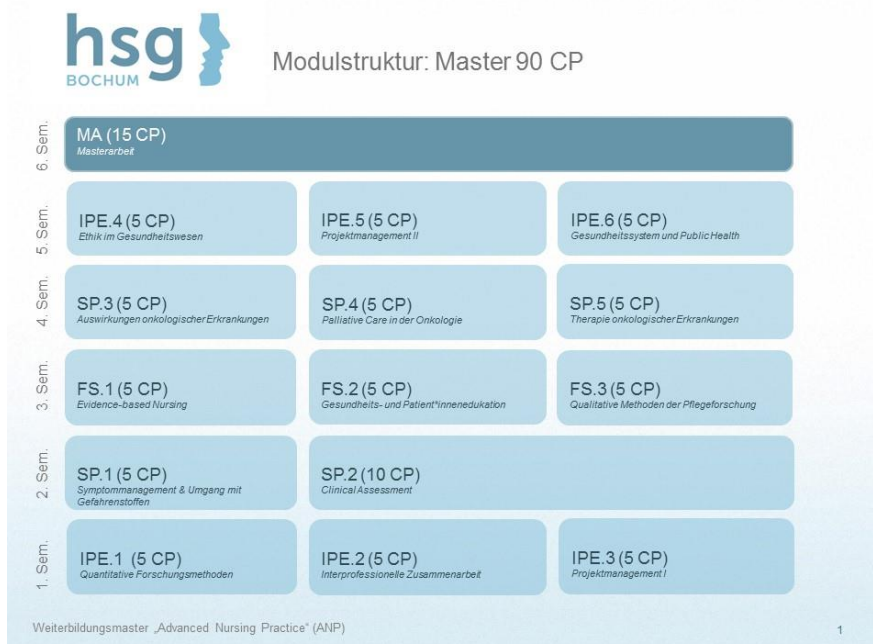 hsg
BOCHUM
Modulstruktur: Master 90 CP
6. Sem.
MA (15 CP)
Masterarbeit
5. Sem.
IPE.4 (5 CP)
Ethik im Gesundheitswesen
IPE.5 (5 CP)
Projektmanagement II
IPE.6 (5 CP)
Gesundheitssystem und Public Health
4. Sem.
SP.3 (5 CP)
Auswirkungen onkologischer Erkrankungen
SP.4 (5 CP)
Palliative Care in der Onkologie
SP.5 (5 CP)
Therapie onkologischer Erkrankungen
3. Sem.
FS.1 (5 CP)
Evidence-based Nursing
FS.2 (5 CP)
Gesundheits- und Patient*innenedukation
FS.3 (5 CP)
Qualitative Methoden der Pflegeforschung
2. Sem.
SP.1 (5 CP)
Symptommanagement & Umgang mit
Gefahrenstoffen
SP.2 (10 CP)
Clinical Assessment
1. Sem.
IPE.1 (5 CP)
Quantitative Forschungsmethoden
IPE.2 (5 CP)
Interprofessionelle Zusammenarbeit
IPE.3 (5 CP)
Projektmanagement I
Weiterbildungsmaster „Advanced Nursing Practice“ (ANP)
1